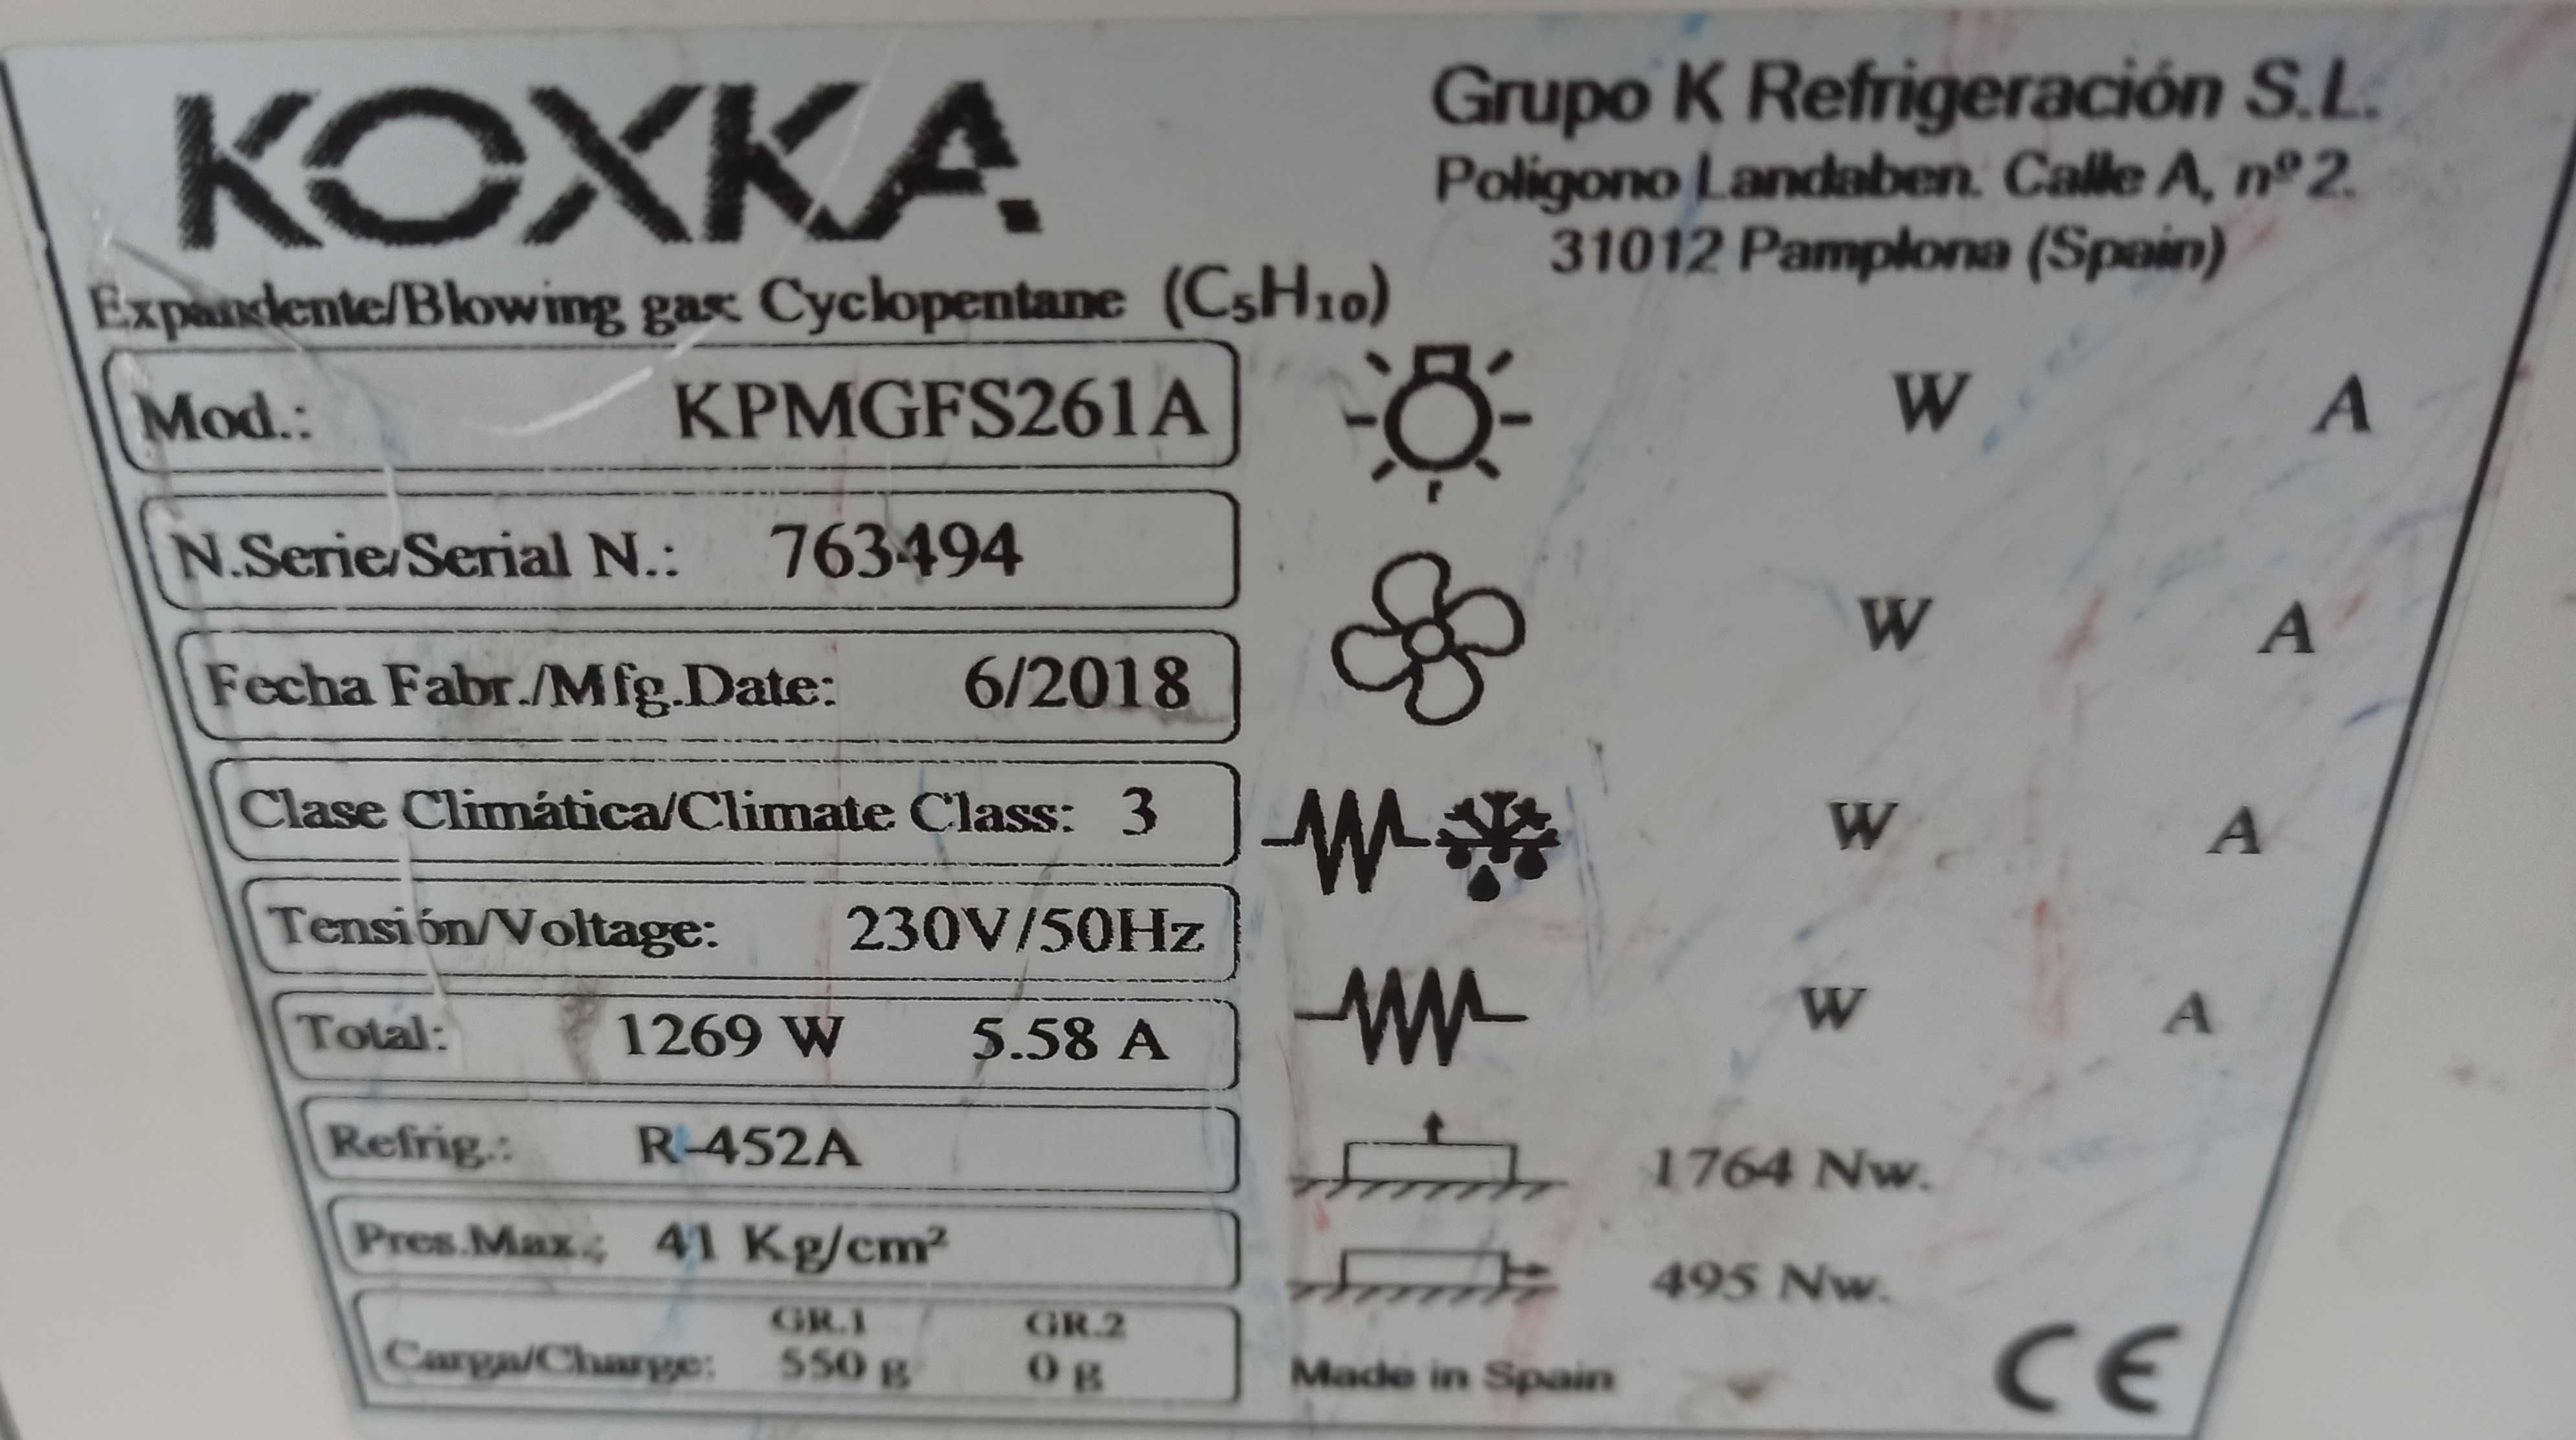 KOXKA.
Grupo K Refrigeración S.L.
Polígono Landaben. Calle A, nº 2.
31012 Pamplona (Spain)
Expandente/Blowing gas: Cyclopentane (C₅H₁₀)
Mod.: KPMGFS261A
N.Serie/Serial N.: 763494
Fecha Fabr./Mfg.Date: 6/2018
Clase Climática/Climate Class: 3
Tensión/Voltage: 230V/50Hz
Total: 1269 W 5.58 A
Refrig.: R-452A
Pres.Max.: 41 Kg/cm²
GR.1 GR.2
Carga/Charge: 550 g 0 g
W A
W A
W A
W A
1764 Nw.
495 Nw.
Made in Spain
CE